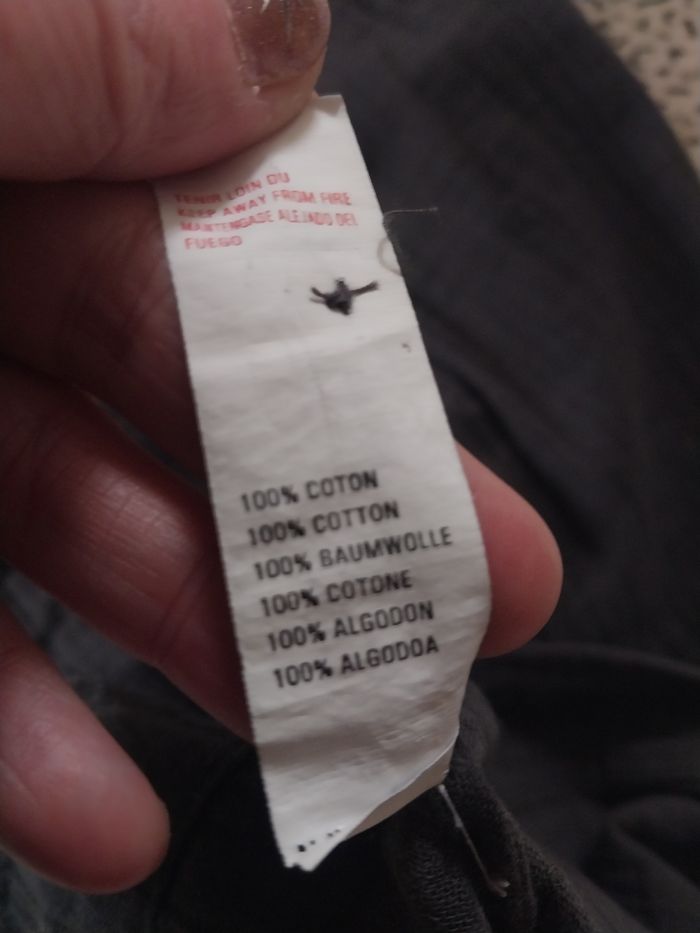 TENIR LOIN DU
KEEP AWAY FROM FIRE
MANTENGASE ALEJADO DEL
FUEGO
100% COTON
100% COTTON
100% BAUMWOLLE
100% COTONE
100% ALGODON
100% ALGODOA